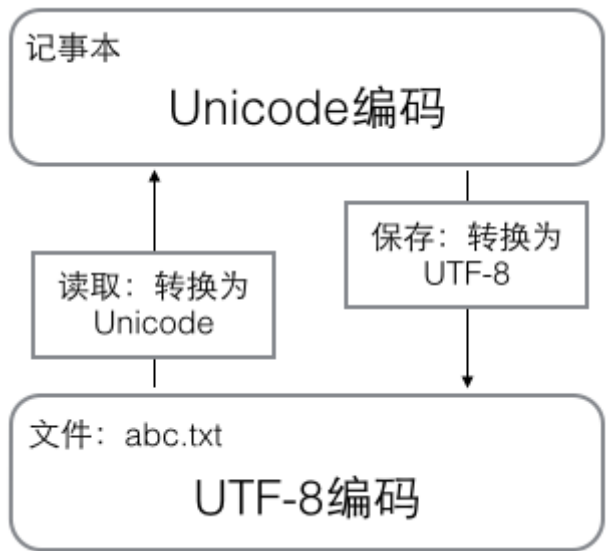 记事本
Unicode编码
读取：转换为
Unicode
保存：转换为
UTF-8
文件：abc.txt
UTF-8编码